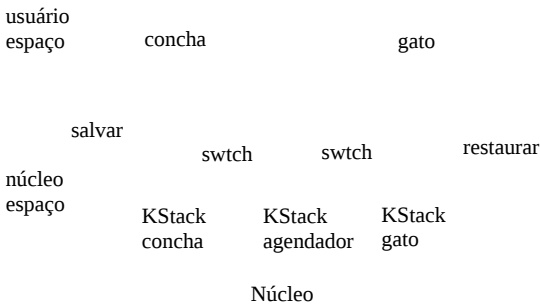 usuário
espaço
concha
gato
salvar
swtch
swtch
restaurar
núcleo
espaço
KStack
concha
KStack
agendador
KStack
gato
Núcleo